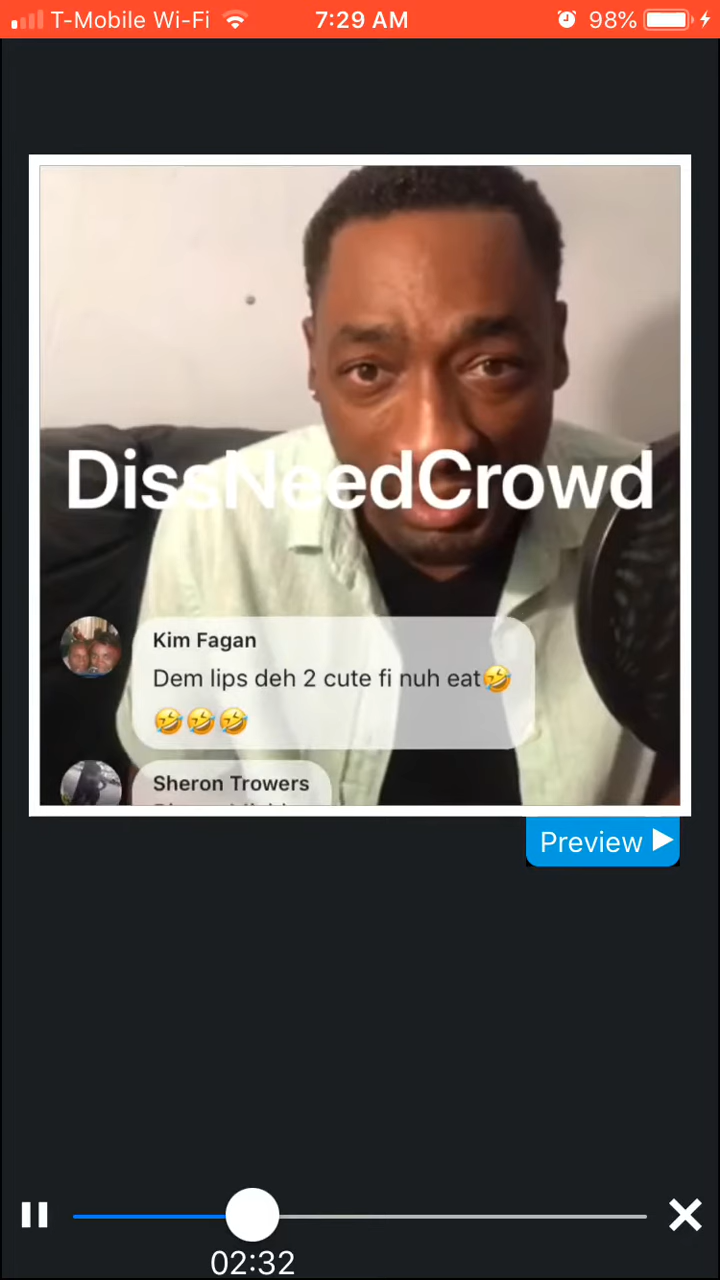 T-Mobile Wi-Fi 7:29 AM 98%
DissNeedCrowd
Kim Fagan
Dem lips deh 2 cute fi nuh eat🤣
🤣🤣🤣
Sheron Trowers
Preview
02:32